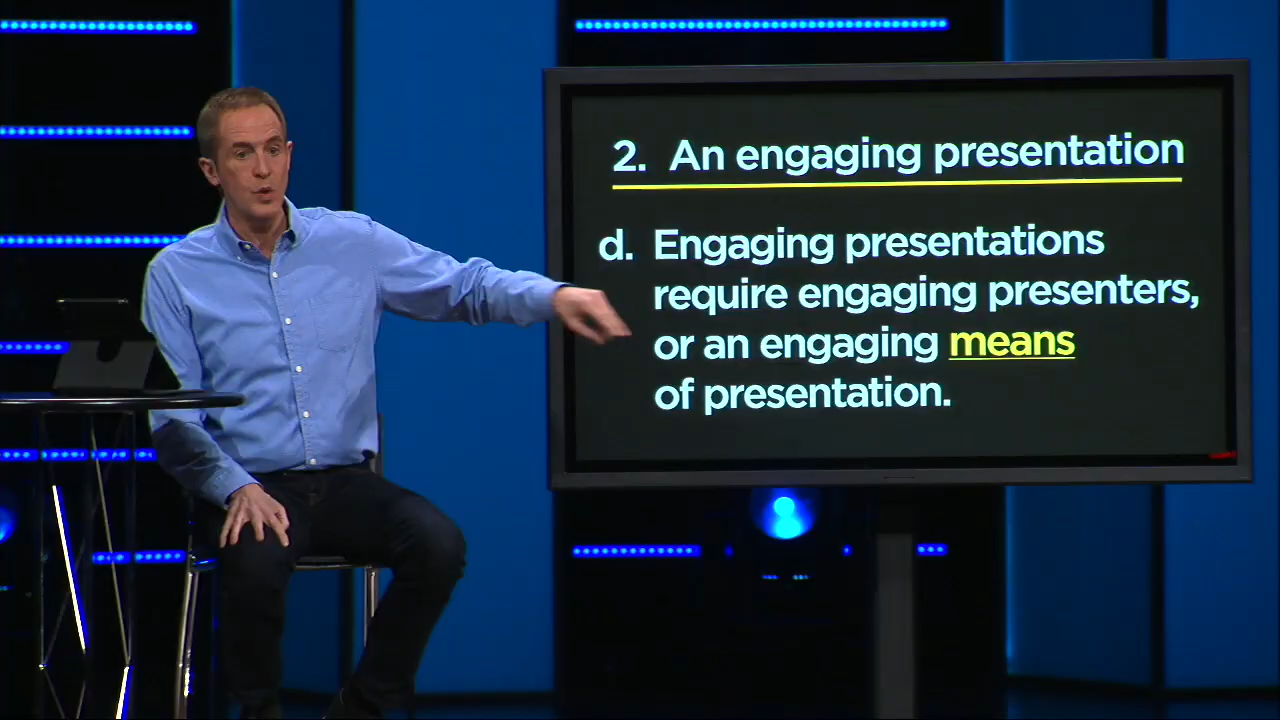 2. An engaging presentation
d. Engaging presentations
require engaging presenters,
or an engaging means
of presentation.